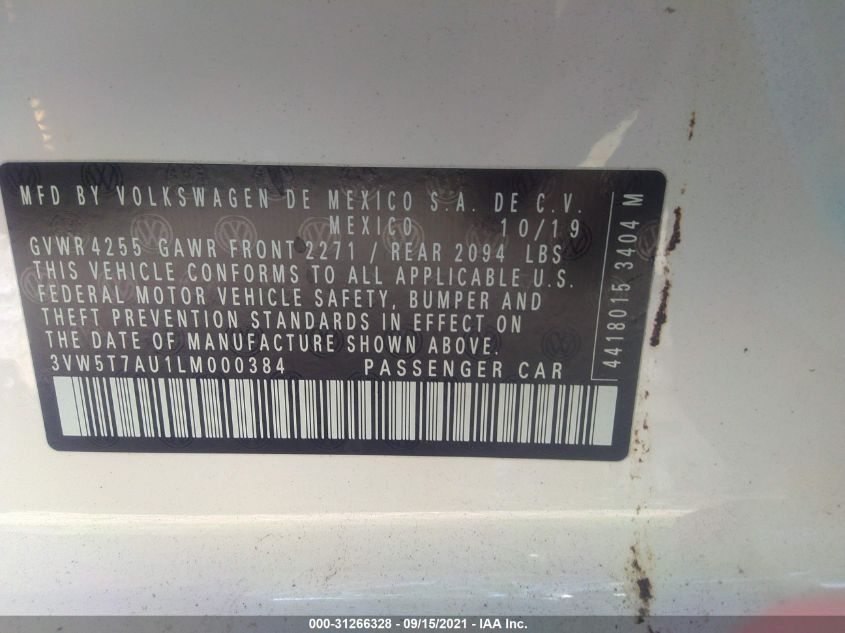 MFD BY VOLKSWAGEN DE MEXICO S.A. DE C.V.
MEXICO 10/19
GVWR 4255 GAWR FRONT 2271 / REAR 2094 LBS
THIS VEHICLE CONFORMS TO ALL APPLICABLE U.S.
FEDERAL MOTOR VEHICLE SAFETY, BUMPER AND
THEFT PREVENTION STANDARDS IN EFFECT ON
THE DATE OF MANUFACTURE SHOWN ABOVE.
3VW5T7AU1LM000384 PASSENGER CAR
4418015 3404 M
000-31266328 - 09/15/2021 - IAA Inc.